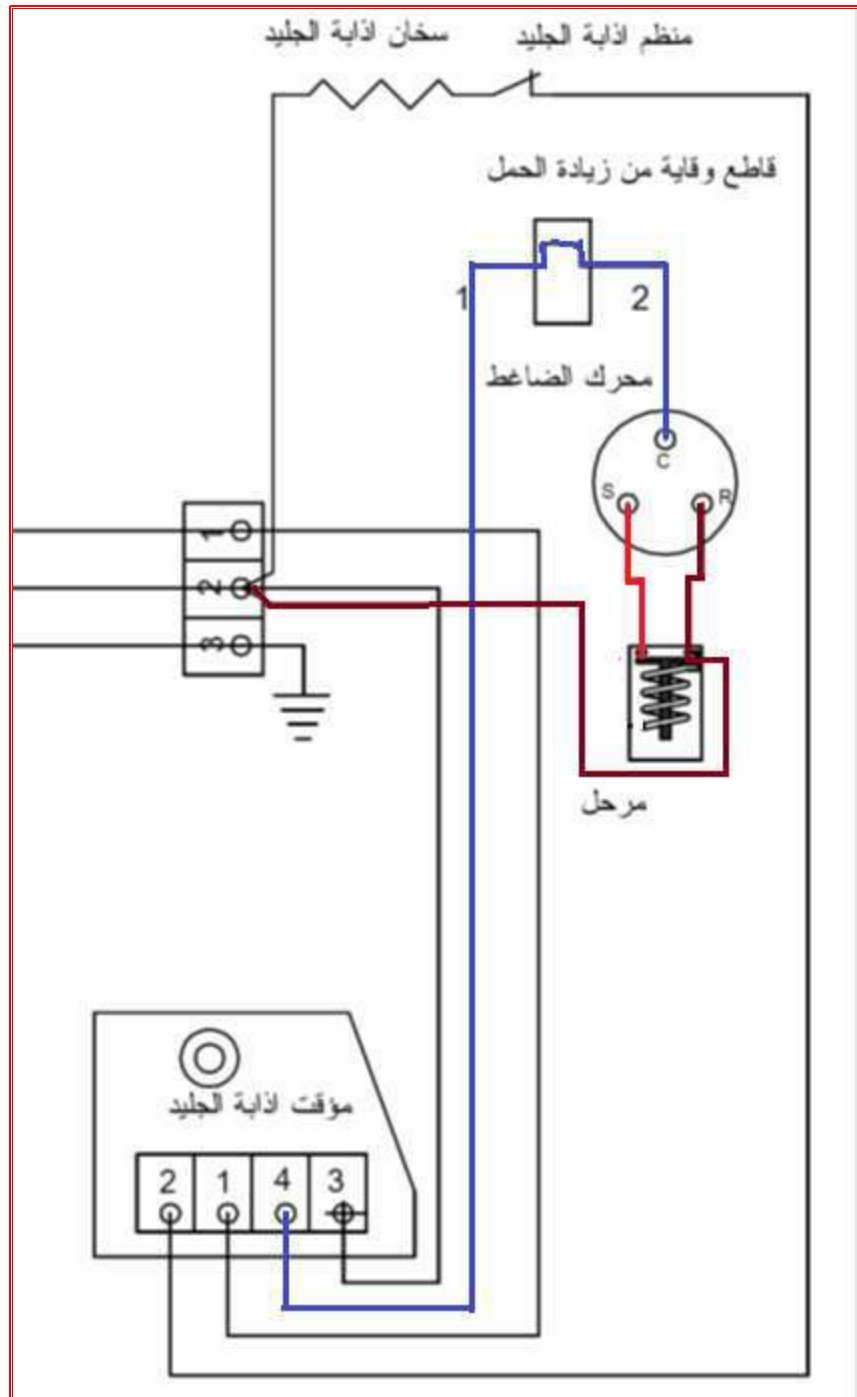 سخان اذابة الجليد
منظم اذابة الجليد
قاطع وقاية من زيادة الحمل
1
2
محرك الضاغط
C
S
R
1
2
3
مرحل
مؤقت اذابة الجليد
2
1
4
3